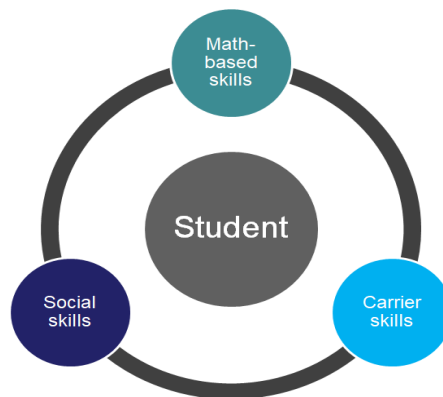 Math-
based
skills
Student
Social
skills
Carrier
skills